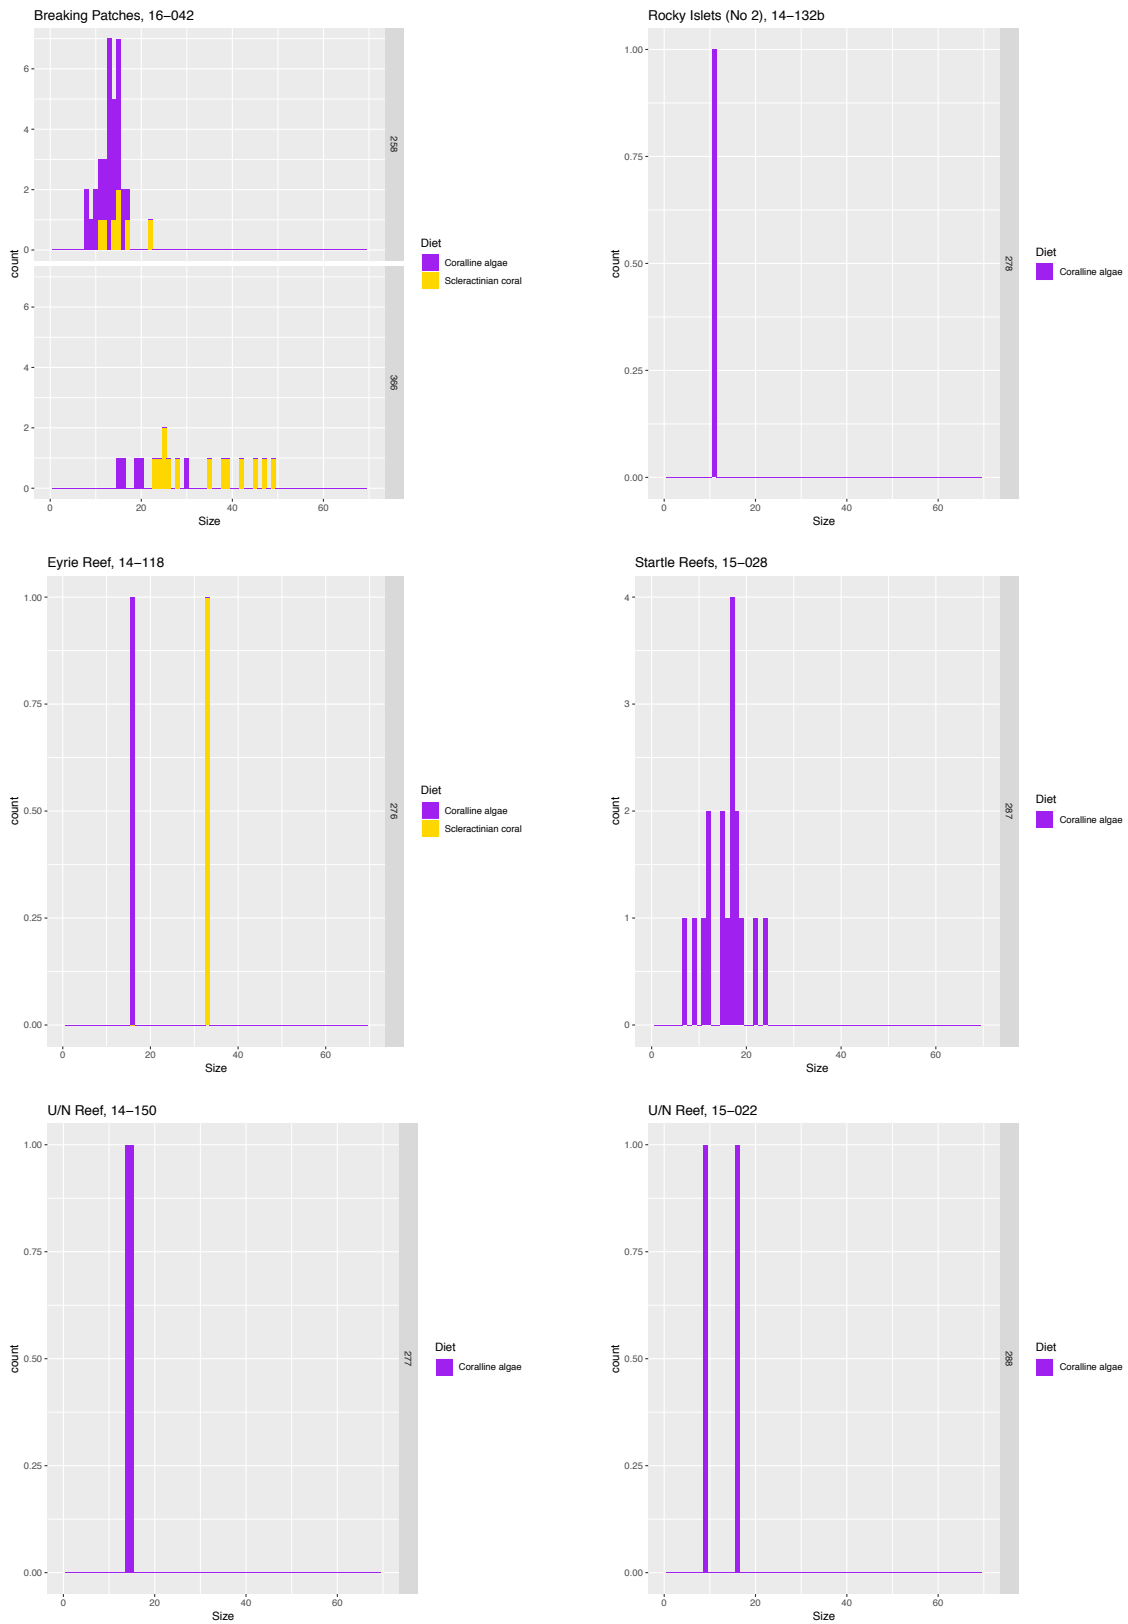 Breaking Patches, 16−042
6
4
2
0
258
6
4
2
0
366
count
0 20 40 60
Size
Diet
Coralline algae
Scleractinian coral
Rocky Islets (No 2), 14−132b
1.00
0.75
0.50
0.25
0.00
278
count
0 20 40 60
Size
Diet
Coralline algae
Eyrie Reef, 14−118
1.00
0.75
0.50
0.25
0.00
276
count
0 20 40 60
Size
Diet
Coralline algae
Scleractinian coral
Startle Reefs, 15−028
4
3
2
1
0
287
count
0 20 40 60
Size
Diet
Coralline algae
U/N Reef, 14−150
1.00
0.75
0.50
0.25
0.00
277
count
0 20 40 60
Size
Diet
Coralline algae
U/N Reef, 15−022
1.00
0.75
0.50
0.25
0.00
288
count
0 20 40 60
Size
Diet
Coralline algae